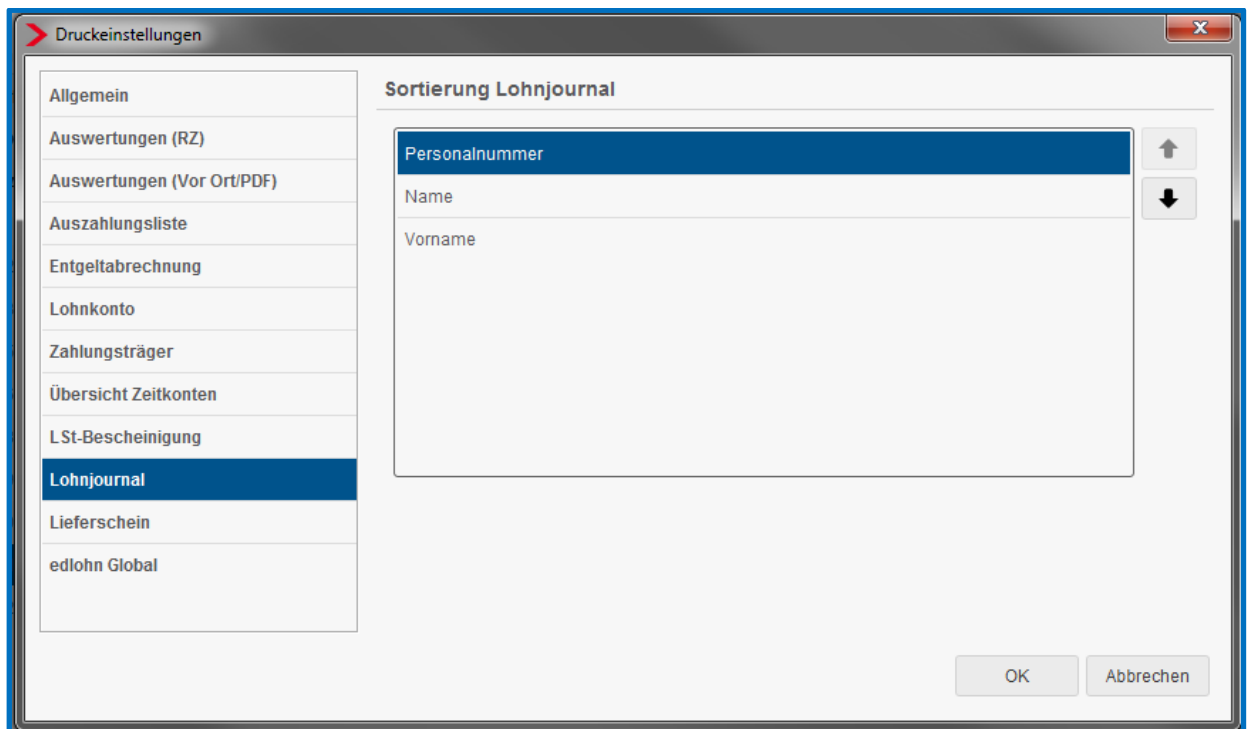 Druckeinstellungen
Allgemein
Auswertungen (RZ)
Auswertungen (Vor Ort/PDF)
Auszahlungsliste
Entgeltabrechnung
Lohnkonto
Zahlungsträger
Übersicht Zeitkonten
LSt-Bescheinigung
Lohnjournal
Lieferschein
edlohn Global
Sortierung Lohnjournal
Personalnummer
Name
Vorname
OK
Abbrechen